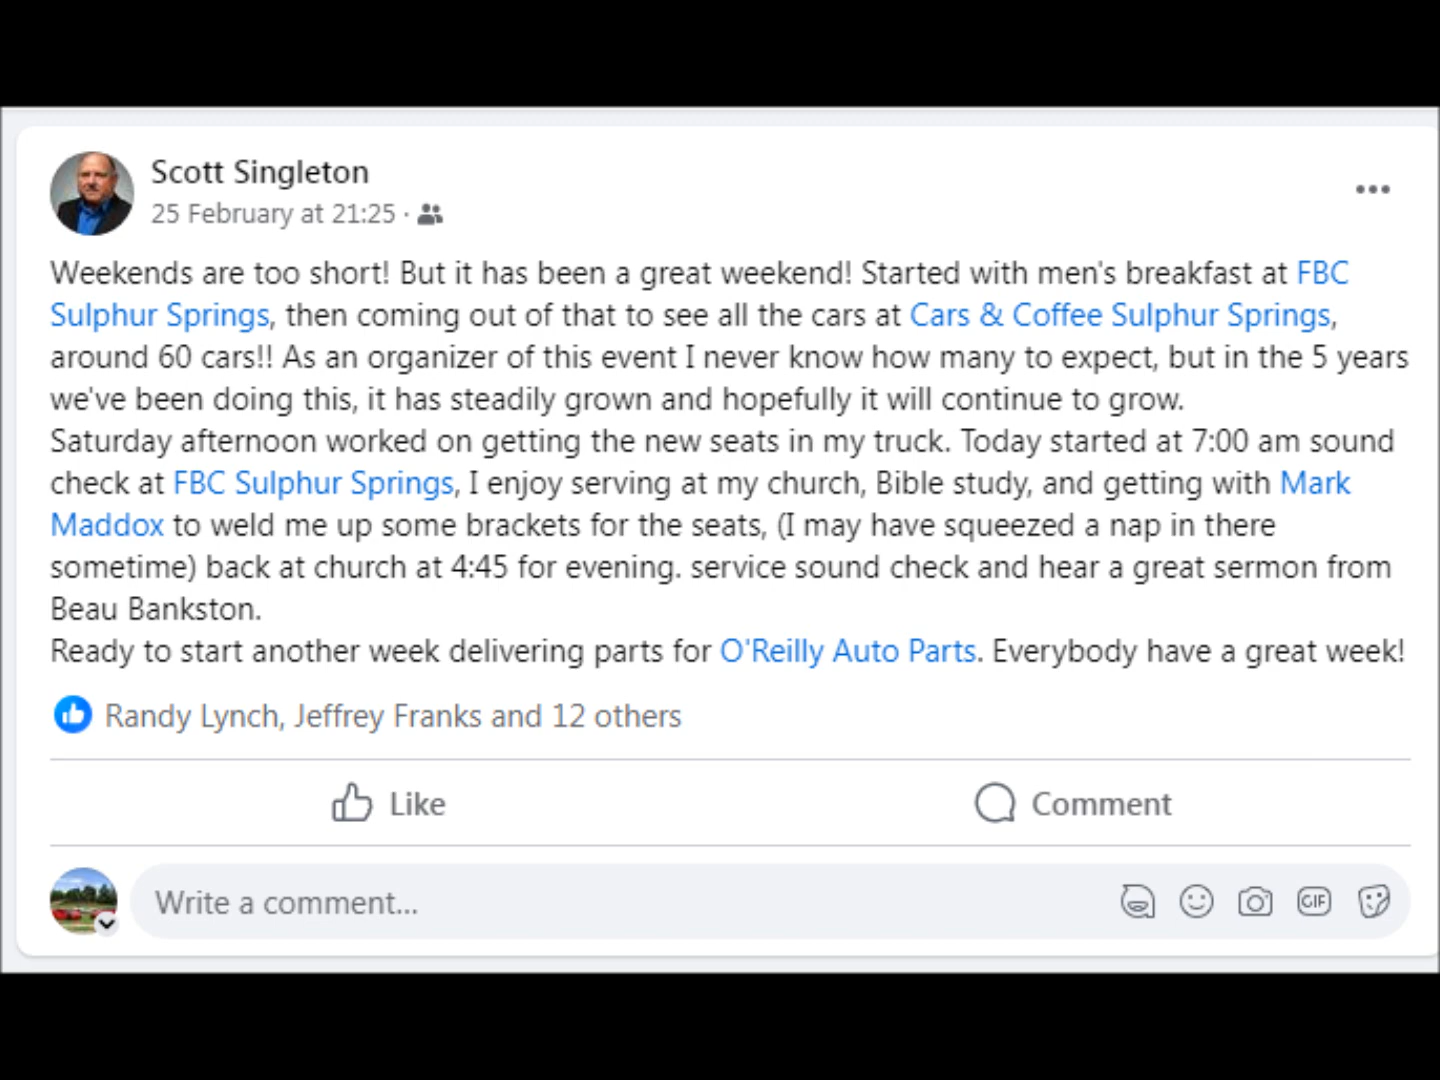 Scott Singleton
25 February at 21:25 ·
Weekends are too short! But it has been a great weekend! Started with men's breakfast at FBC
Sulphur Springs, then coming out of that to see all the cars at Cars & Coffee Sulphur Springs,
around 60 cars!! As an organizer of this event I never know how many to expect, but in the 5 years
we've been doing this, it has steadily grown and hopefully it will continue to grow.
Saturday afternoon worked on getting the new seats in my truck. Today started at 7:00 am sound
check at FBC Sulphur Springs, I enjoy serving at my church, Bible study, and getting with Mark
Maddox to weld me up some brackets for the seats, (I may have squeezed a nap in there
sometime) back at church at 4:45 for evening. service sound check and hear a great sermon from
Beau Bankston.
Ready to start another week delivering parts for O'Reilly Auto Parts. Everybody have a great week!
Randy Lynch, Jeffrey Franks and 12 others
Like
Comment
Write a comment...
GIF